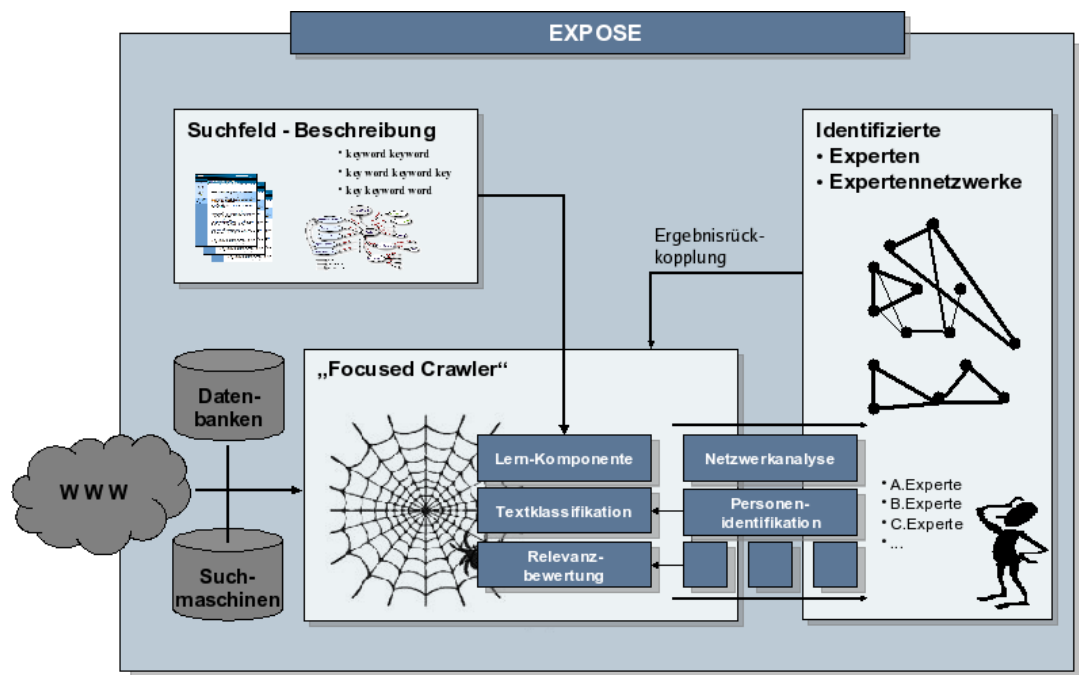 EXPOSE
Suchfeld - Beschreibung
• keyword keyword
• key word keyword key
• key keyword word
Identifizierte
• Experten
• Expertennetzwerke
Ergebnisrück-
kopplung
Daten-
banken
WWW
Such-
maschinen
„Focused Crawler“
Lern-Komponente
Textklassifikation
Relevanz-
bewertung
Netzwerkanalyse
Personen-
identifikation
• A.Experte
• B.Experte
• C.Experte
• ...